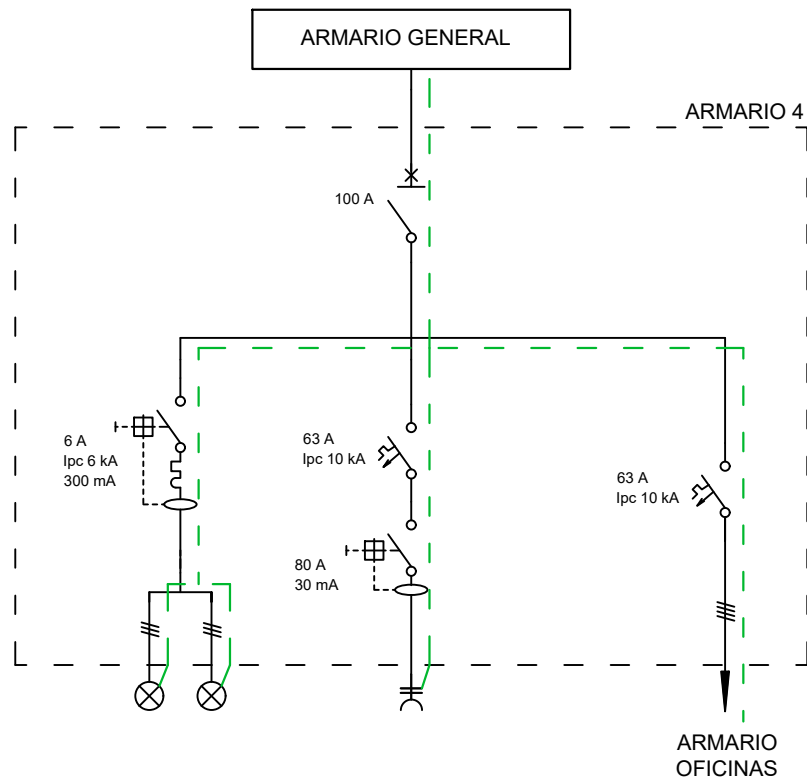 ARMARIO GENERAL
ARMARIO 4
100 A
6 A
Ipc 6 kA
300 mA
63 A
Ipc 10 kA
63 A
Ipc 10 kA
80 A
30 mA
ARMARIO
OFICINAS